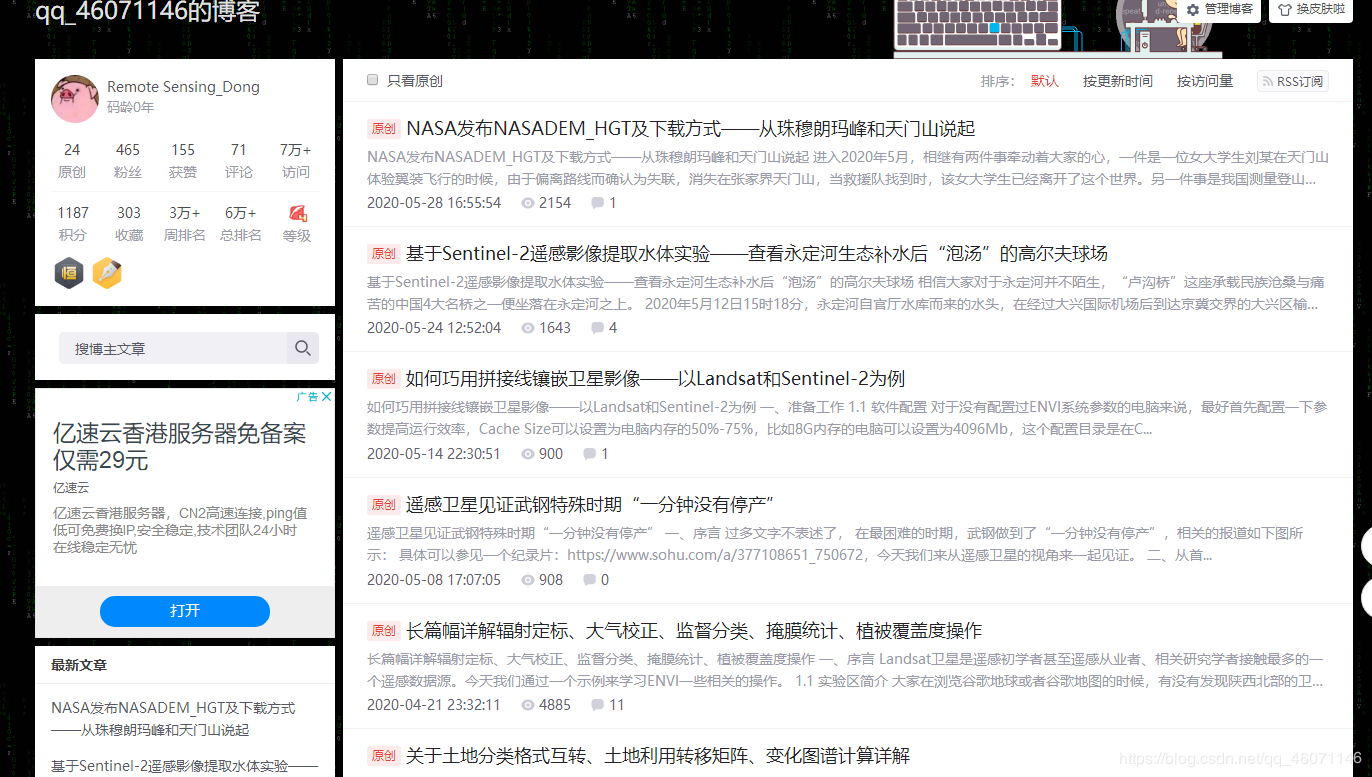 qq_46071146的博客
管理博客
换皮肤啦
Remote Sensing_Dong
码龄0年
24
465
155
71
7万+
原创
粉丝
获赞
评论
访问
1187
303
3万+
6万+
积分
收藏
周排名
总排名
等级
恒
搜博主文章
广告
亿速云香港服务器免备案
仅需29元
亿速云
亿速云香港服务器，CN2高速连接,ping值
低可免费换IP,安全稳定,技术团队24小时
在线稳定无忧
打开
最新文章
NASA发布NASADEM_HGT及下载方式
——从珠穆朗玛峰和天门山说起
基于Sentinel-2遥感影像提取水体实验——
只看原创
排序： 默认 按更新时间 按访问量 RSS订阅
原创 NASA发布NASADEM_HGT及下载方式——从珠穆朗玛峰和天门山说起
NASA发布NASADEM_HGT及下载方式——从珠穆朗玛峰和天门山说起 进入2020年5月，相继有两件事牵动着大家的心，一件是一位女大学生刘某在天门山
体验翼装飞行的时候，由于偏离路线而确认为失联，消失在张家界天门山，当救援队找到时，该女大学生已经离开了这个世界。另一件事是我国测量登山...
2020-05-28 16:55:54 2154 1
原创 基于Sentinel-2遥感影像提取水体实验——查看永定河生态补水后“泡汤”的高尔夫球场
基于Sentinel-2遥感影像提取水体实验——查看永定河生态补水后“泡汤”的高尔夫球场 相信大家对于永定河并不陌生，“卢沟桥”这座承载民族沧桑与痛
苦的中国4大名桥之一便坐落在永定河之上。 2020年5月12日15时18分，永定河自官厅水库而来的水头，在经过大兴国际机场后到达京冀交界的大兴区榆...
2020-05-24 12:52:04 1643 4
原创 如何巧用拼接线镶嵌卫星影像——以Landsat和Sentinel-2为例
如何巧用拼接线镶嵌卫星影像——以Landsat和Sentinel-2为例 一、准备工作 1.1 软件配置 对于没有配置过ENVI系统参数的电脑来说，最好首先配置一下参
数提高运行效率，Cache Size可以设置为电脑内存的50%-75%，比如8G内存的电脑可以设置为4096Mb，这个配置目录是在C...
2020-05-14 22:30:51 900 1
原创 遥感卫星见证武钢特殊时期“一分钟没有停产”
遥感卫星见证武钢特殊时期“一分钟没有停产” 一、序言 过多文字不表述了， 在最困难的时期，武钢做到了“一分钟没有停产”，相关的报道如下图所
示： 具体可以参见一个纪录片：https://www.sohu.com/a/377108651_750672，今天我们来从遥感卫星的视角来一起见证。 二、从首...
2020-05-08 17:07:05 908 0
原创 长篇幅详解辐射定标、大气校正、监督分类、掩膜统计、植被覆盖度操作
长篇幅详解辐射定标、大气校正、监督分类、掩膜统计、植被覆盖度操作 一、序言 Landsat卫星是遥感初学者甚至遥感从业者、相关研究学者接触最多的一
个遥感数据源。今天我们通过一个示例来学习ENVI一些相关的操作。 1.1 实验区简介 大家在浏览谷歌地球或者谷歌地图的时候，有没有发现陕西北部的卫...
2020-04-21 23:32:11 4885 11
原创 关于土地分类格式互转、土地利用转移矩阵、变化图谱计算详解
https://blog.csdn.net/qq_46071146